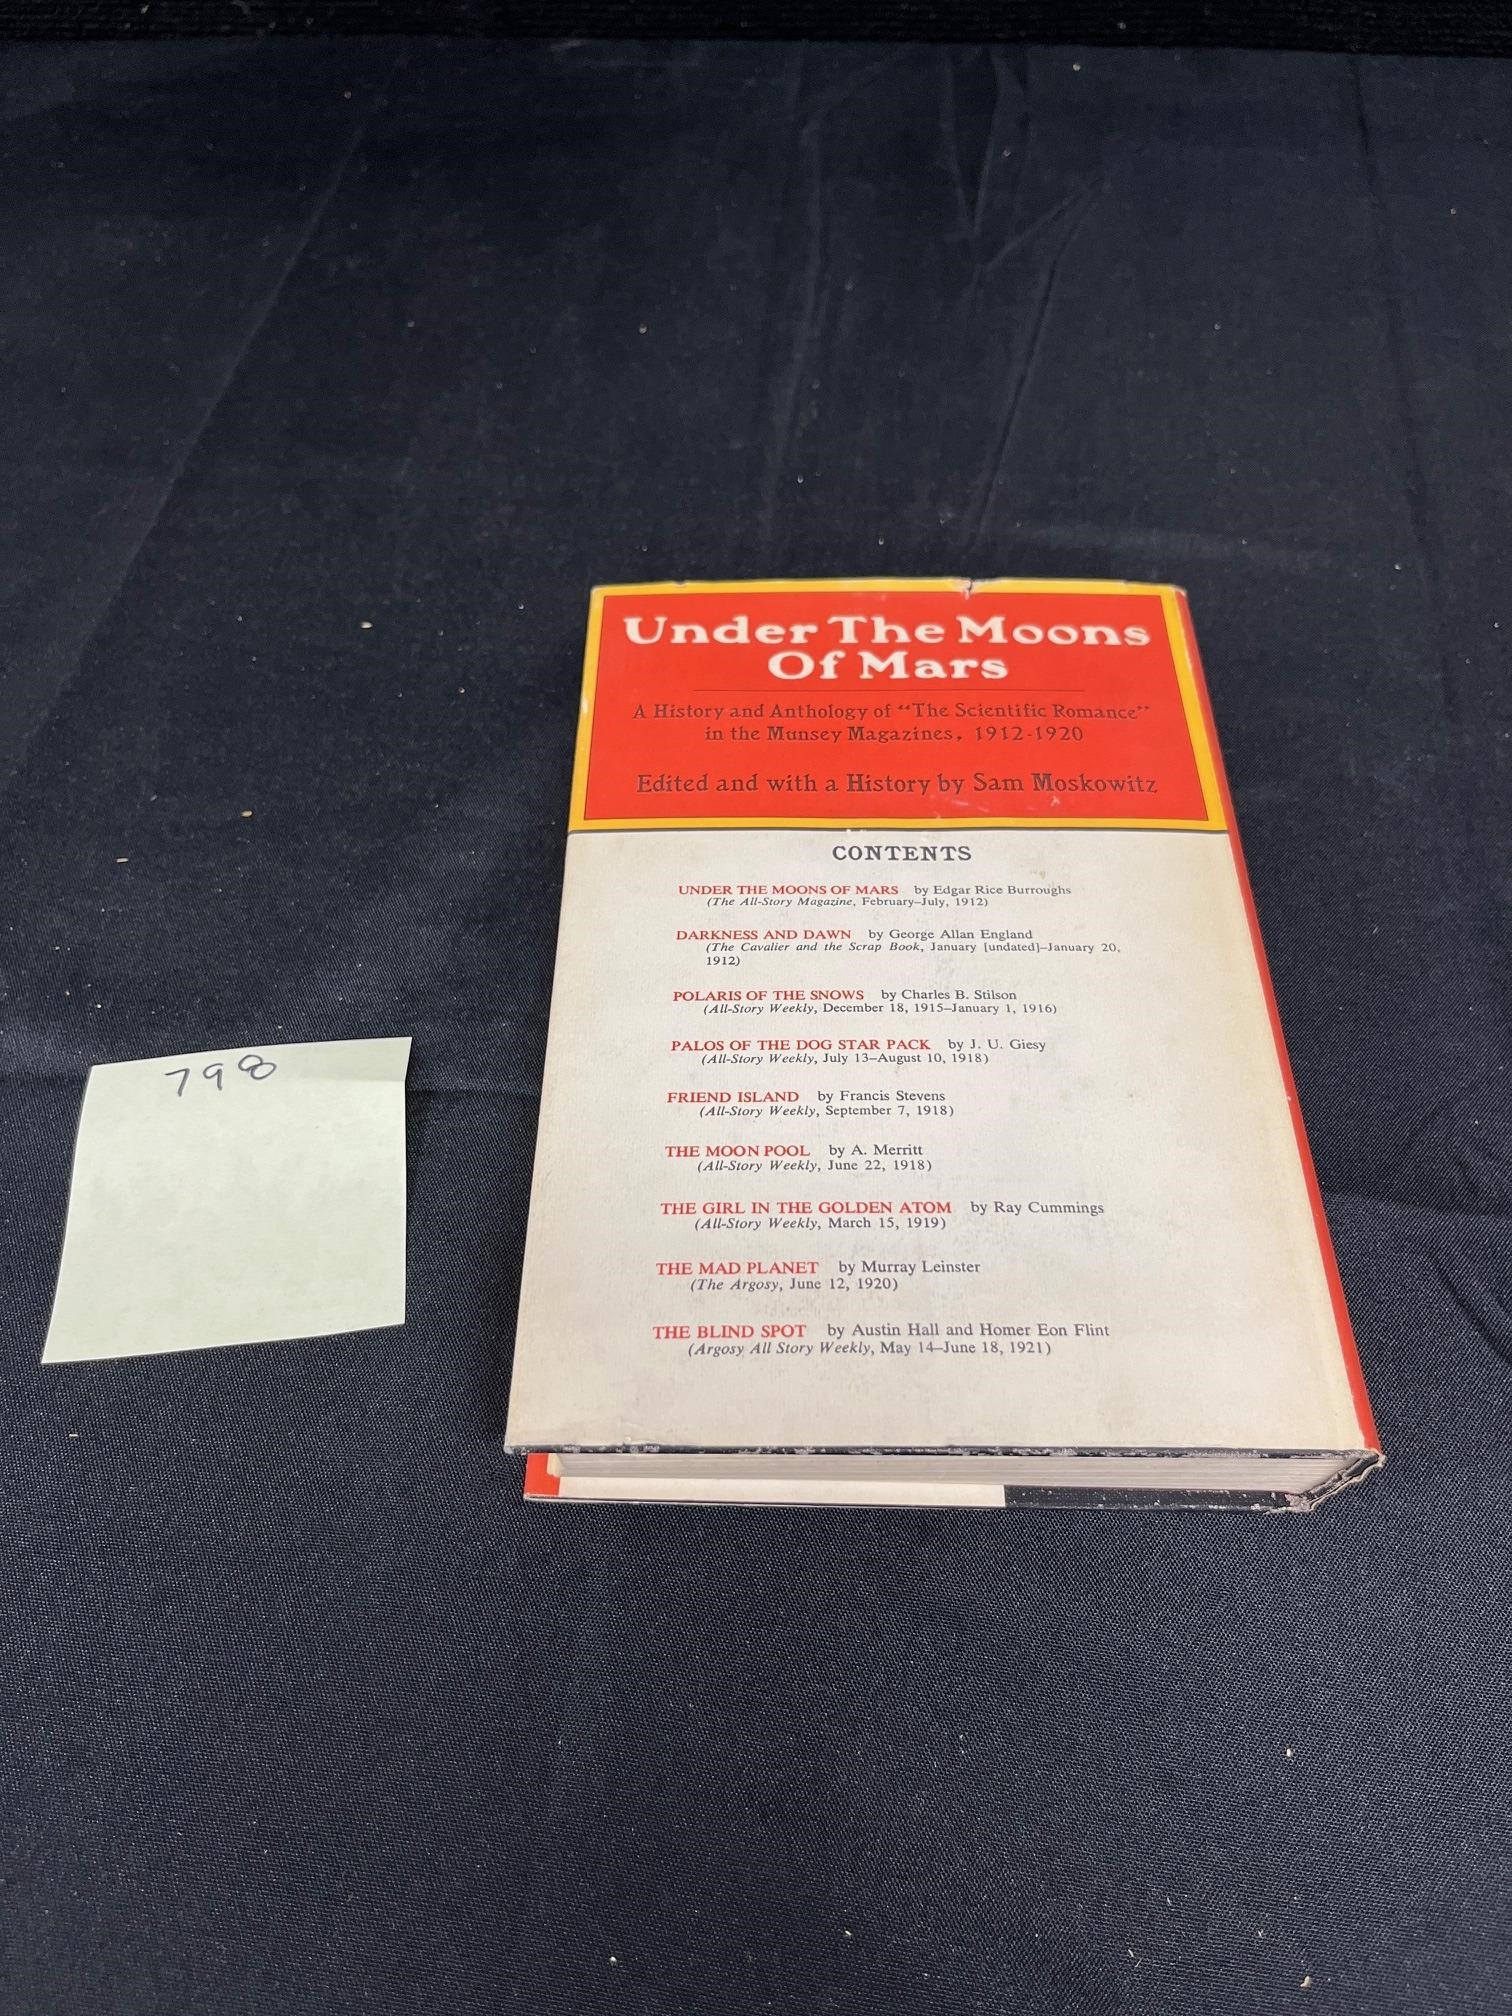 Under The Moons
Of Mars
A History and Anthology of "The Scientific Romance"
in the Munsey Magazines, 1912-1920
Edited and with a History by Sam Moskowitz
CONTENTS
UNDER THE MOONS OF MARS by Edgar Rice Burroughs
(The All-Story Magazine, February–July, 1912)
DARKNESS AND DAWN by George Allan England
(The Cavalier and the Scrap Book, January [undated]–January 20,
1912)
POLARIS OF THE SNOWS by Charles B. Stilson
(All-Story Weekly, December 18, 1915–January 1, 1916)
PALOS OF THE DOG STAR PACK by J. U. Giesy
(All-Story Weekly, July 13–August 10, 1918)
FRIEND ISLAND by Francis Stevens
(All-Story Weekly, September 7, 1918)
THE MOON POOL by A. Merritt
(All-Story Weekly, June 22, 1918)
THE GIRL IN THE GOLDEN ATOM by Ray Cummings
(All-Story Weekly, March 15, 1919)
THE MAD PLANET by Murray Leinster
(The Argosy, June 12, 1920)
THE BLIND SPOT by Austin Hall and Homer Eon Flint
(Argosy All Story Weekly, May 14–June 18, 1921)
798